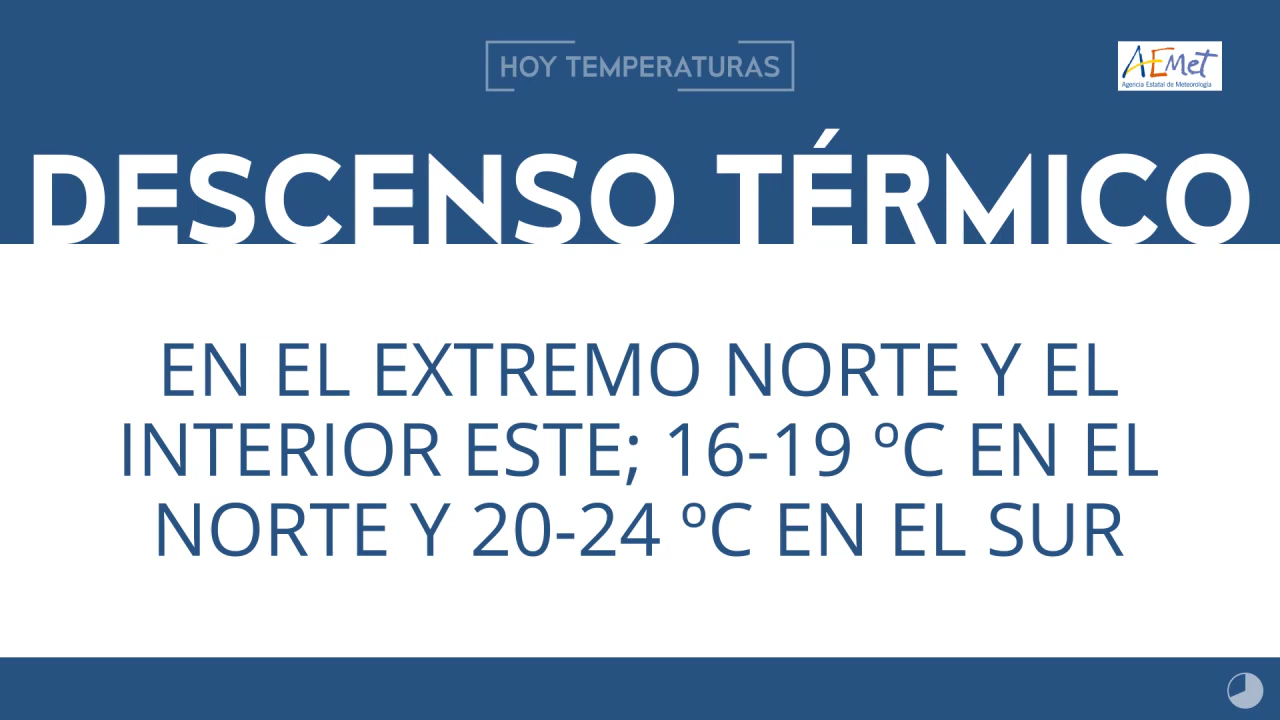 HOY TEMPERATURAS
AEMet
Agencia Estatal de Meteorología
DESCENSO TÉRMICO
EN EL EXTREMO NORTE Y EL
INTERIOR ESTE; 16-19 ºC EN EL
NORTE Y 20-24 ºC EN EL SUR